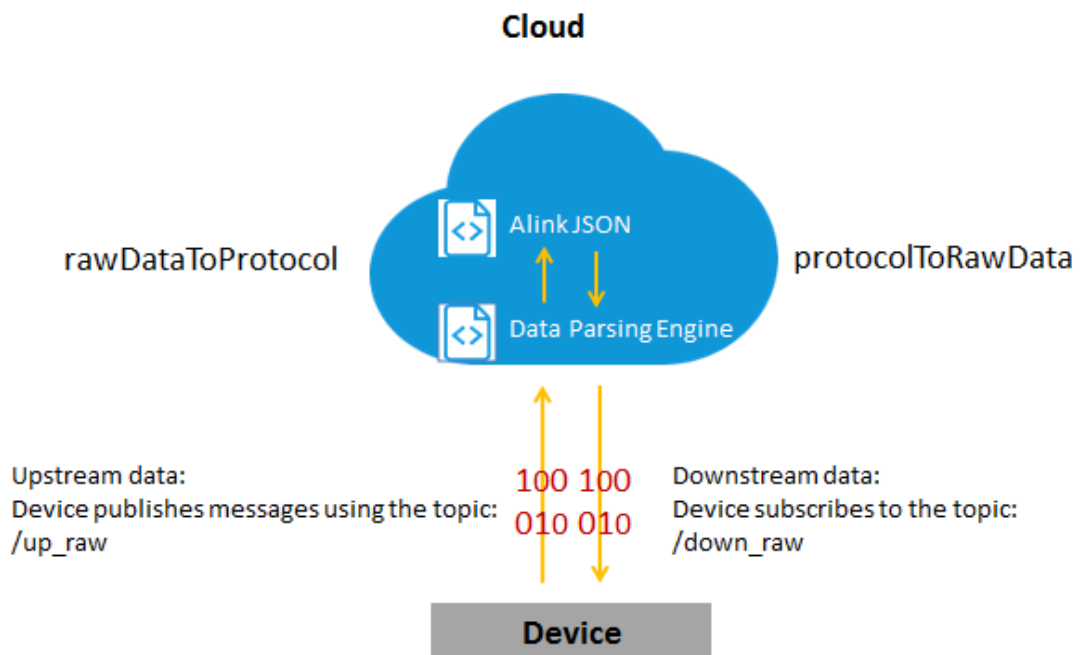 Cloud
<> Alink JSON
rawDataToProtocol
protocolToRawData
<> Data Parsing Engine
Upstream data:
Device publishes messages using the topic:
/up_raw
100 100
010 010
Downstream data:
Device subscribes to the topic:
/down_raw
Device